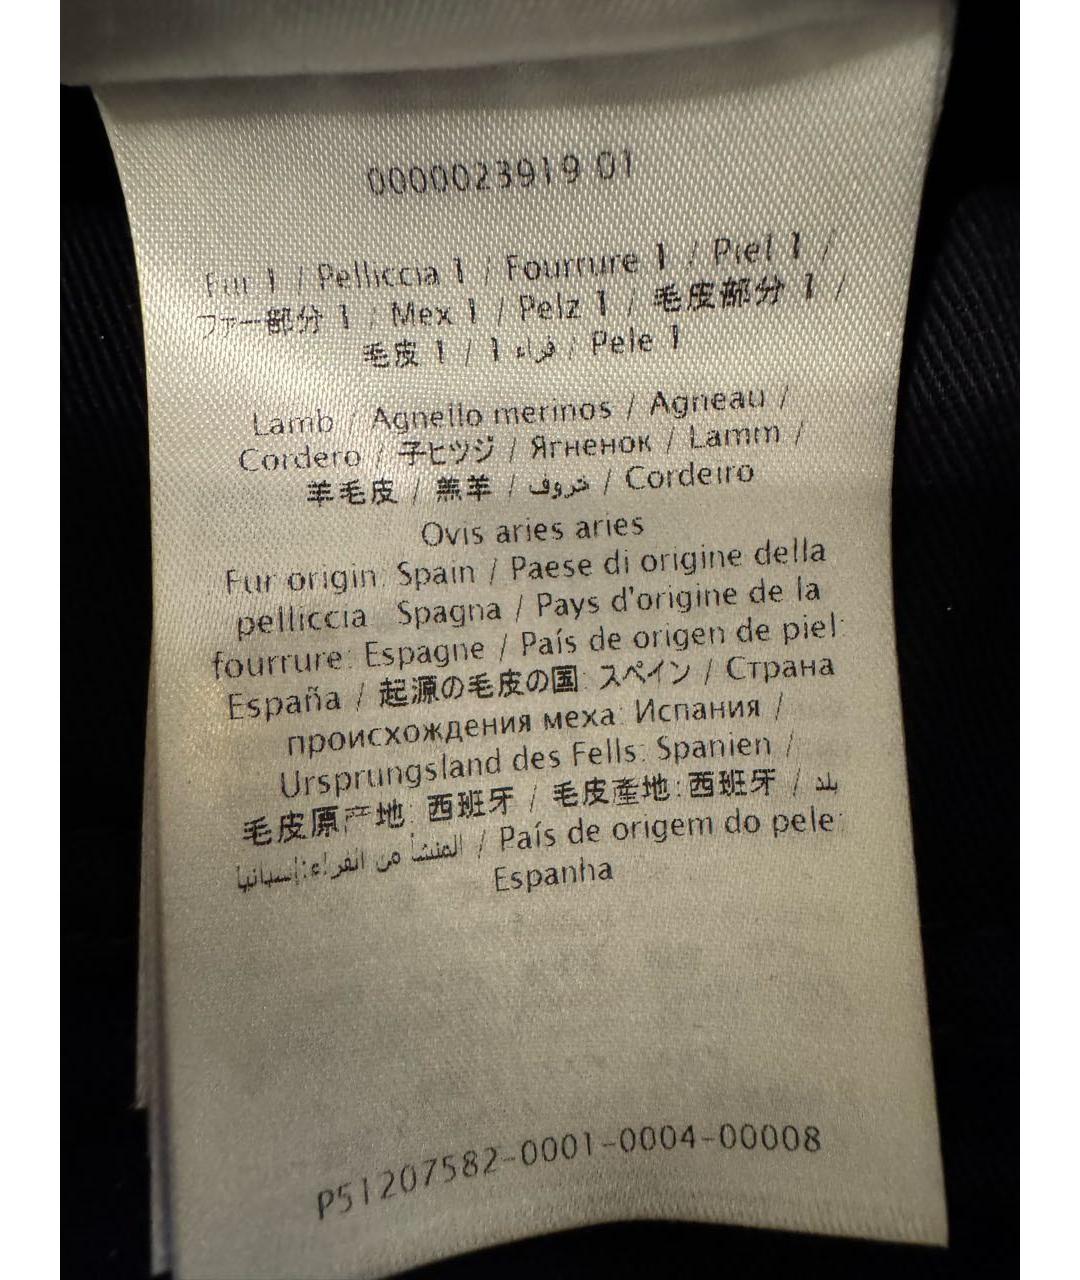 0000023919 01
Fur 1 / Pelliccia 1 / Fourrure 1 / Piel 1 /
ファー部分 1 / Mex 1 / Pelz 1 / 毛皮部分 1 /
毛皮 1 / 1 فراء / Pele 1
Lamb / Agnello merinos / Agneau /
Cordero / 子ヒツジ / Ягненок / Lamm /
羊毛皮 / 羔羊 / خروف / Cordeiro
Ovis aries aries
Fur origin: Spain / Paese di origine della
pelliccia: Spagna / Pays d'origine de la
fourrure: Espagne / País de origen de piel:
España / 起源の毛皮の国: スペイン / Страна
происхождения меха: Испания /
Ursprungsland des Fells: Spanien /
毛皮原产地: 西班牙 / 毛皮產地: 西班牙 / بلد
المنشأ من الفراء:إسبانيا / País de origem do pele:
Espanha
P51207582-0001-0004-00008